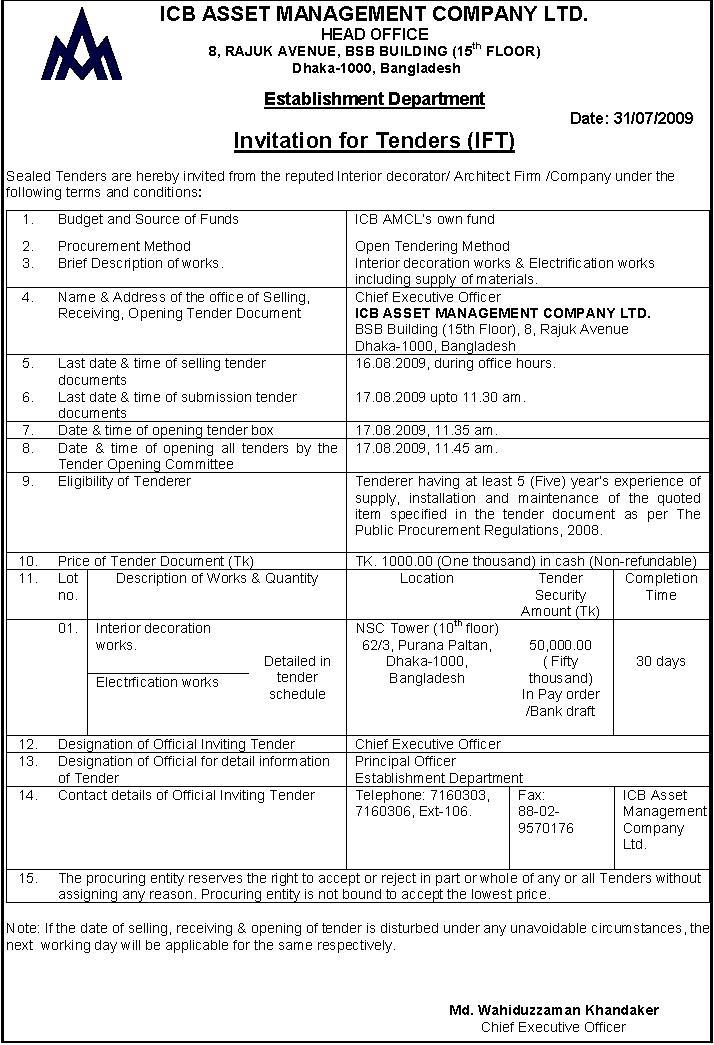 ICB ASSET MANAGEMENT COMPANY LTD.
HEAD OFFICE
8, RAJUK AVENUE, BSB BUILDING (15th FLOOR)
Dhaka-1000, Bangladesh
Establishment Department
Date: 31/07/2009
Invitation for Tenders (IFT)
Sealed Tenders are hereby invited from the reputed Interior decorator/ Architect Firm /Company under the
following terms and conditions:
1. Budget and Source of Funds ICB AMCL's own fund
2. Procurement Method Open Tendering Method
3. Brief Description of works. Interior decoration works & Electrification works
including supply of materials.
4. Name & Address of the office of Selling, Chief Executive Officer
Receiving, Opening Tender Document ICB ASSET MANAGEMENT COMPANY LTD.
BSB Building (15th Floor), 8, Rajuk Avenue
Dhaka-1000, Bangladesh
5. Last date & time of selling tender 16.08.2009, during office hours.
documents
6. Last date & time of submission tender 17.08.2009 upto 11.30 am.
documents
7. Date & time of opening tender box 17.08.2009, 11.35 am.
8. Date & time of opening all tenders by the 17.08.2009, 11.45 am.
Tender Opening Committee
9. Eligibility of Tenderer Tenderer having at least 5 (Five) year's experience of
supply, installation and maintenance of the quoted
item specified in the tender document as per The
Public Procurement Regulations, 2008.
10. Price of Tender Document (Tk) TK. 1000.00 (One thousand) in cash (Non-refundable)
11. Lot Description of Works & Quantity Location Tender Completion
no. Security Time
Amount (Tk)
01. Interior decoration NSC Tower (10th floor)
works. 62/3, Purana Paltan, 50,000.00
Detailed in Dhaka-1000, ( Fifty 30 days
Electrification works tender Bangladesh thousand)
schedule In Pay order
/Bank draft
12. Designation of Official Inviting Tender Chief Executive Officer
13. Designation of Official for detail information Principal Officer
of Tender Establishment Department
14. Contact details of Official Inviting Tender Telephone: 7160303, Fax: ICB Asset
7160306, Ext-106. 88-02- Management
9570176 Company
Ltd.
15. The procuring entity reserves the right to accept or reject in part or whole of any or all Tenders without
assigning any reason. Procuring entity is not bound to accept the lowest price.
Note: If the date of selling, receiving & opening of tender is disturbed under any unavoidable circumstances, the
next working day will be applicable for the same respectively.
Md. Wahiduzzaman Khandaker
Chief Executive Officer